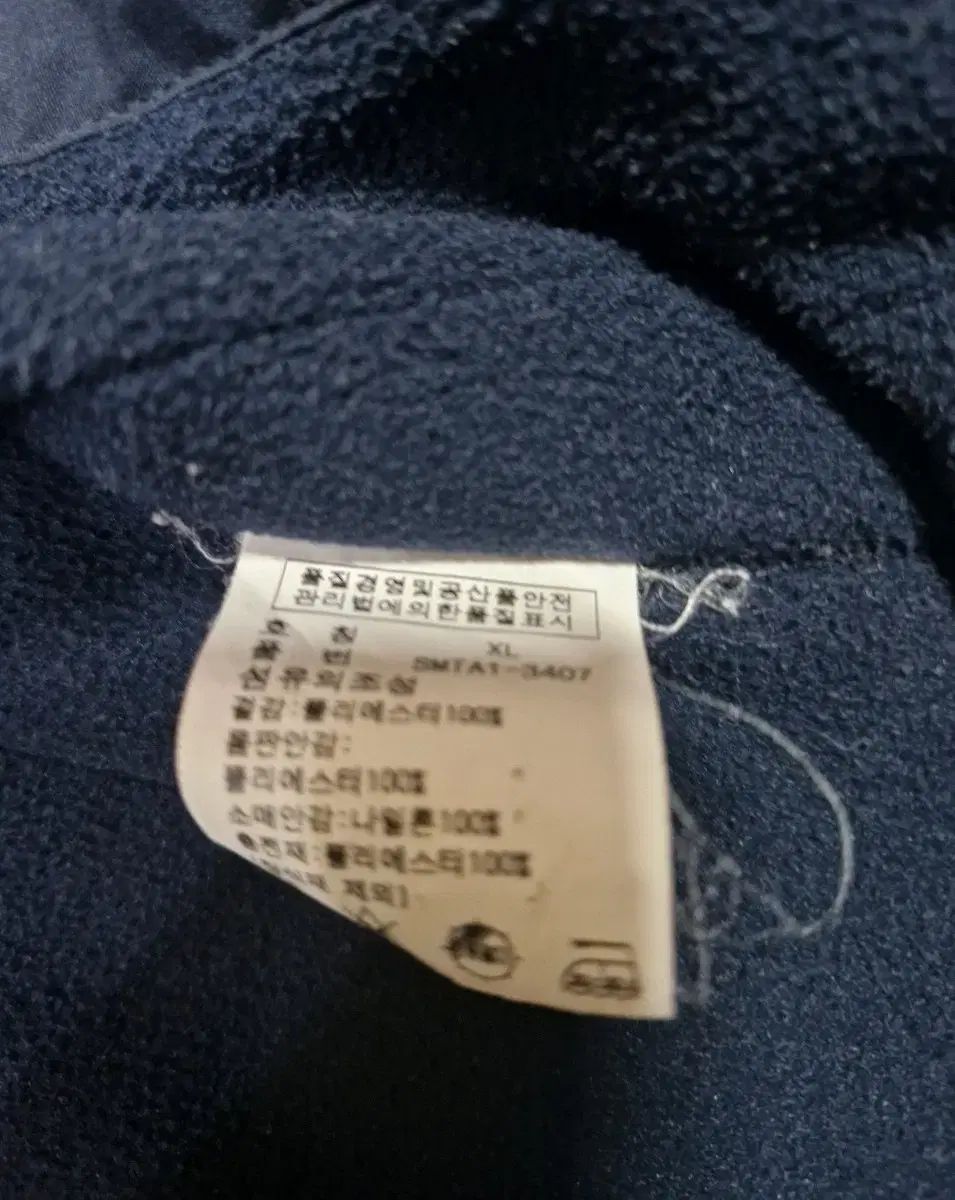 품질경영및공산품안전
관리법에의한품질표시
호 칭 XL
품 번 SMTA1-3407
섬유의조성
겉감:폴리에스터100%
몸판안감:
폴리에스터100%
소매안감:나일론100%
충전재:폴리에스터100%
제외)